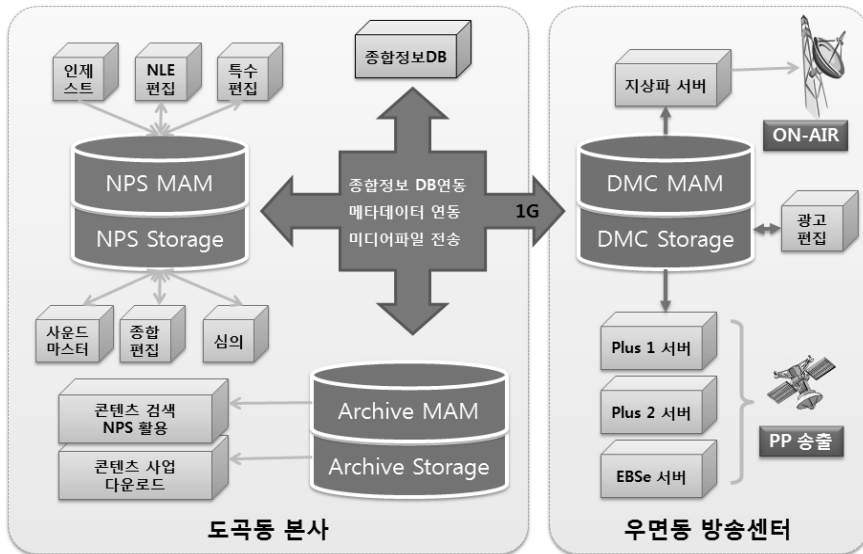 종합정보DB
인제
스트
NLE
편집
특수
편집
NPS MAM
NPS Storage
종합정보 DB연동
메타데이터 연동
미디어파일 전송
1G
사운드
마스터
종합
편집
심의
콘텐츠 검색
NPS 활용
콘텐츠 사업
다운로드
Archive MAM
Archive Storage
도곡동 본사
지상파 서버
ON-AIR
DMC MAM
DMC Storage
광고
편집
Plus 1 서버
Plus 2 서버
EBSe 서버
PP 송출
우면동 방송센터